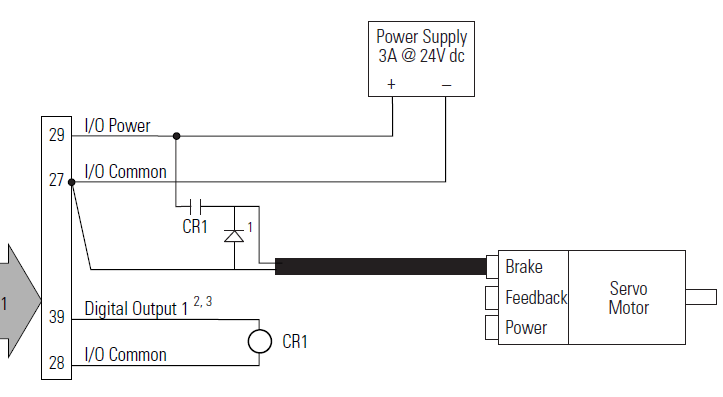 Power Supply
3A @ 24V dc
+ –
29 I/O Power
27 I/O Common
CR1
1
Brake
Feedback
Power
Servo
Motor
1
39 Digital Output 1 2, 3
CR1
28 I/O Common